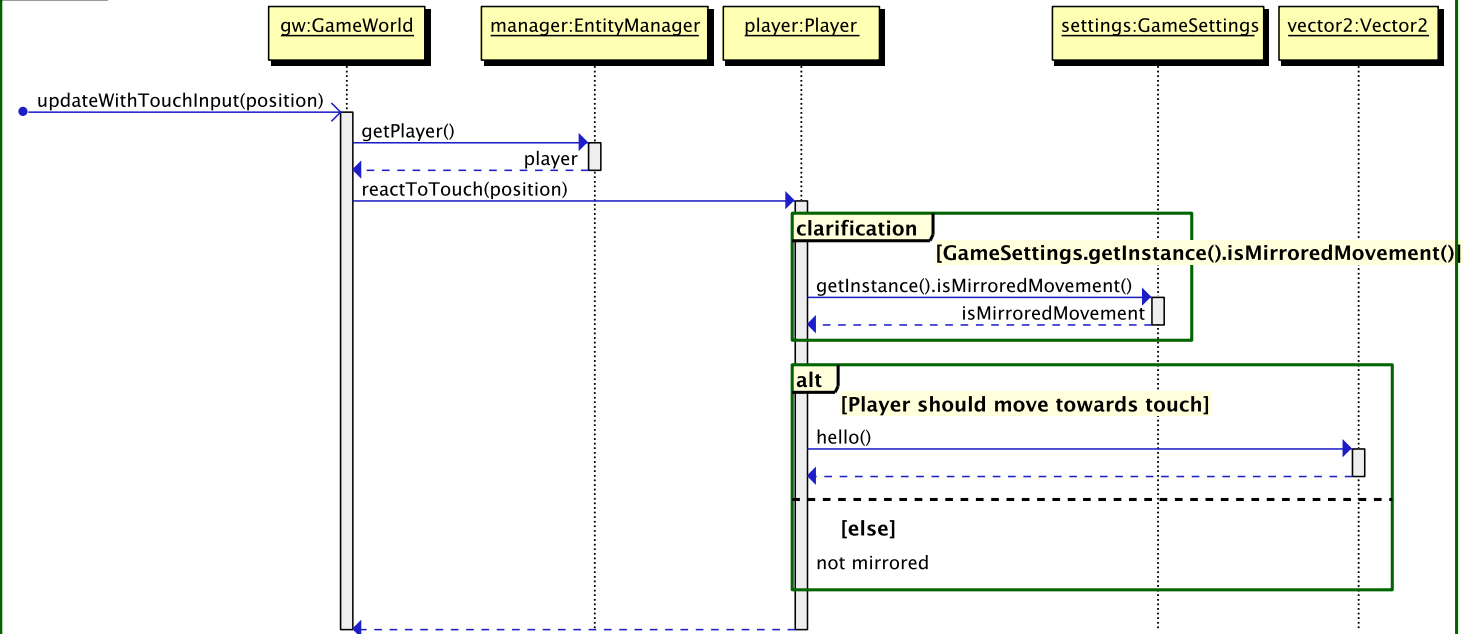 gw:GameWorld
manager:EntityManager
player:Player
settings:GameSettings
vector2:Vector2
updateWithTouchInput(position)
getPlayer()
player
reactToTouch(position)
clarification
[GameSettings.getInstance().isMirroredMovement()]
getInstance().isMirroredMovement()
isMirroredMovement
alt
[Player should move towards touch]
hello()
[else]
not mirrored